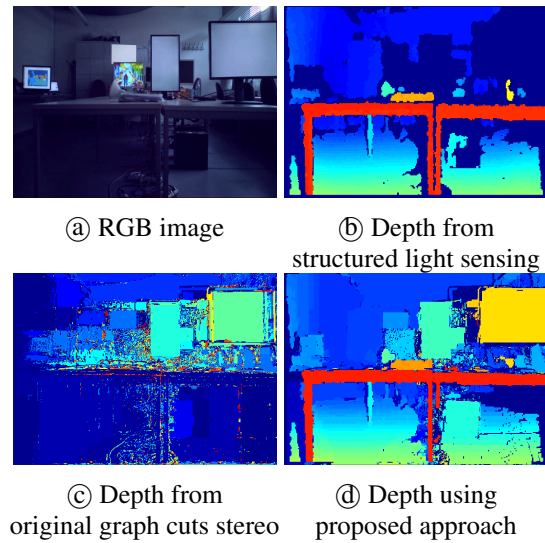 ⓐ RGB image
ⓑ Depth from
structured light sensing
ⓒ Depth from
original graph cuts stereo
ⓓ Depth using
proposed approach